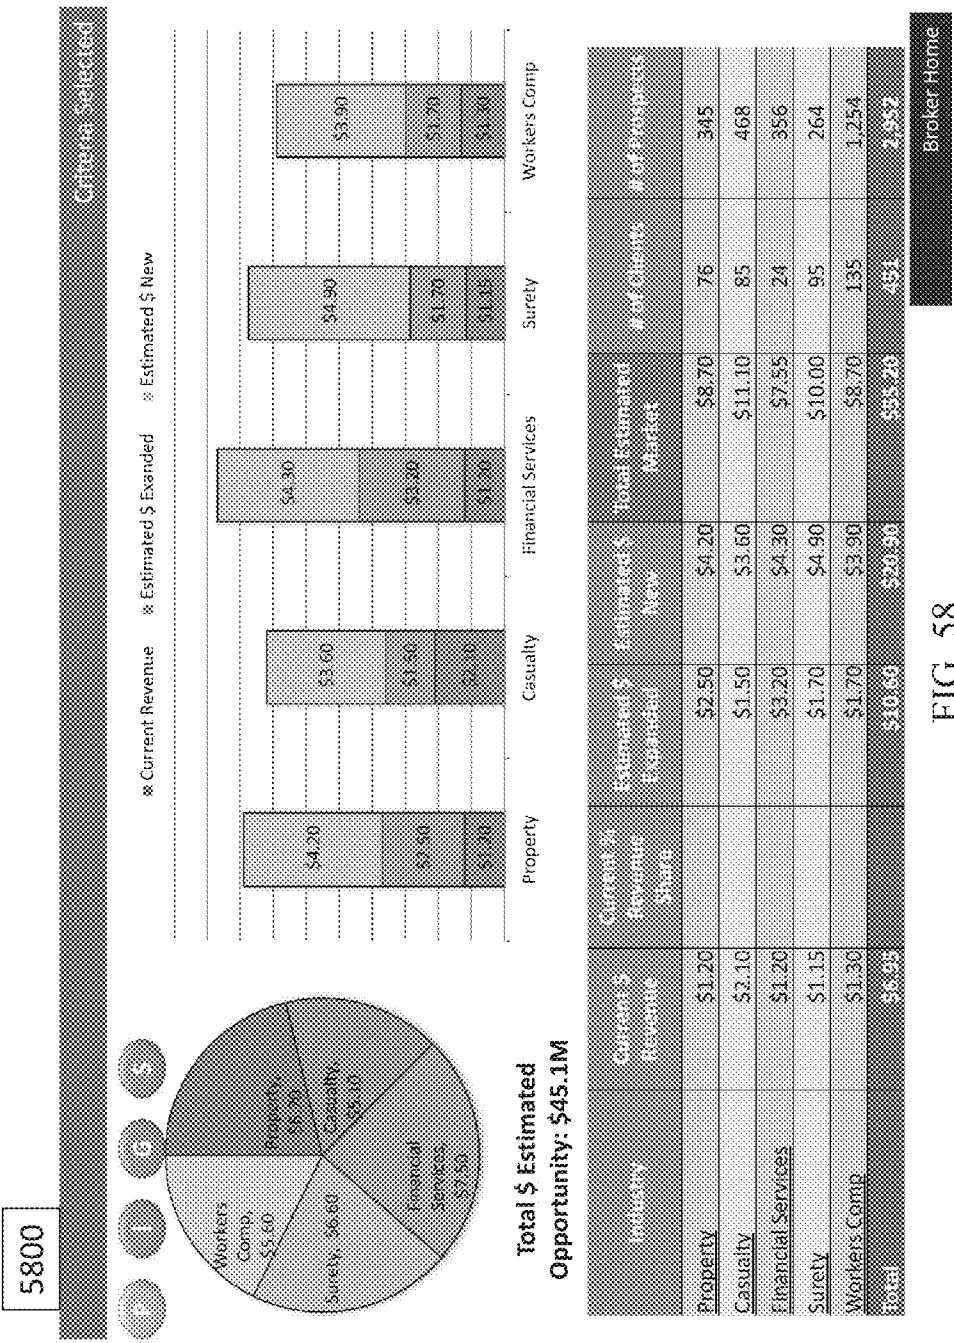 5800
Criteria Selected
P I G S
Property,
Casualty,
Financial
Services,
$7.50
Surety, $6.60
Workers
Comp,
$5.60
Total $ Estimated
Opportunity: $45.1M
Current Revenue Estimated $ Exanded Estimated $ New
$4.20 $3.60 $4.30 $4.90 $3.90
$2.50 $1.50 $3.20 $1.70
$1.20 $2.10 $1.20 $1.15
Property Casualty Financial Services Surety Workers Comp
Industry Current $ Revenue Current % Revenue Share Estimated $ Expanded Estimated $ New Total Estimated Market # of Clients # of Prospects
Property $1.20 $2.50 $4.20 $8.70 76 345
Casualty $2.10 $1.50 $3.60 $11.10 85 468
Financial Services $1.20 $3.20 $4.30 $7.55 24 356
Surety $1.15 $1.70 $4.90 $10.00 95 264
Workers Comp $1.30 $1.70 $3.90 $8.70 135 1,254
Total $6.95 $10.60 $20.90 2,952
Broker Home
FIG. 58